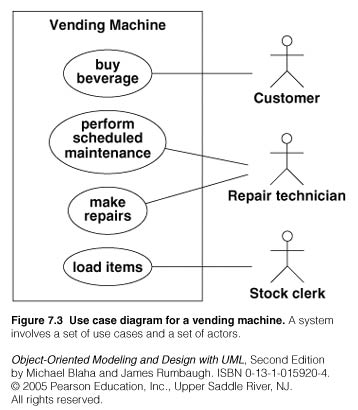 Vending Machine
buy
beverage
Customer
perform
scheduled
maintenance
Repair technician
make
repairs
load items
Stock clerk
Figure 7.3 Use case diagram for a vending machine. A system
involves a set of use cases and a set of actors.
Object-Oriented Modeling and Design with UML, Second Edition
by Michael Blaha and James Rumbaugh. ISBN 0-13-1-015920-4.
© 2005 Pearson Education, Inc., Upper Saddle River, NJ.
All rights reserved.